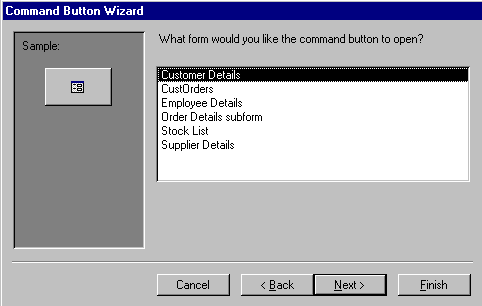 Command Button Wizard
Sample:
What form would you like the command button to open?
Customer Details
CustOrders
Employee Details
Order Details subform
Stock List
Supplier Details
Cancel
< Back
Next >
Finish